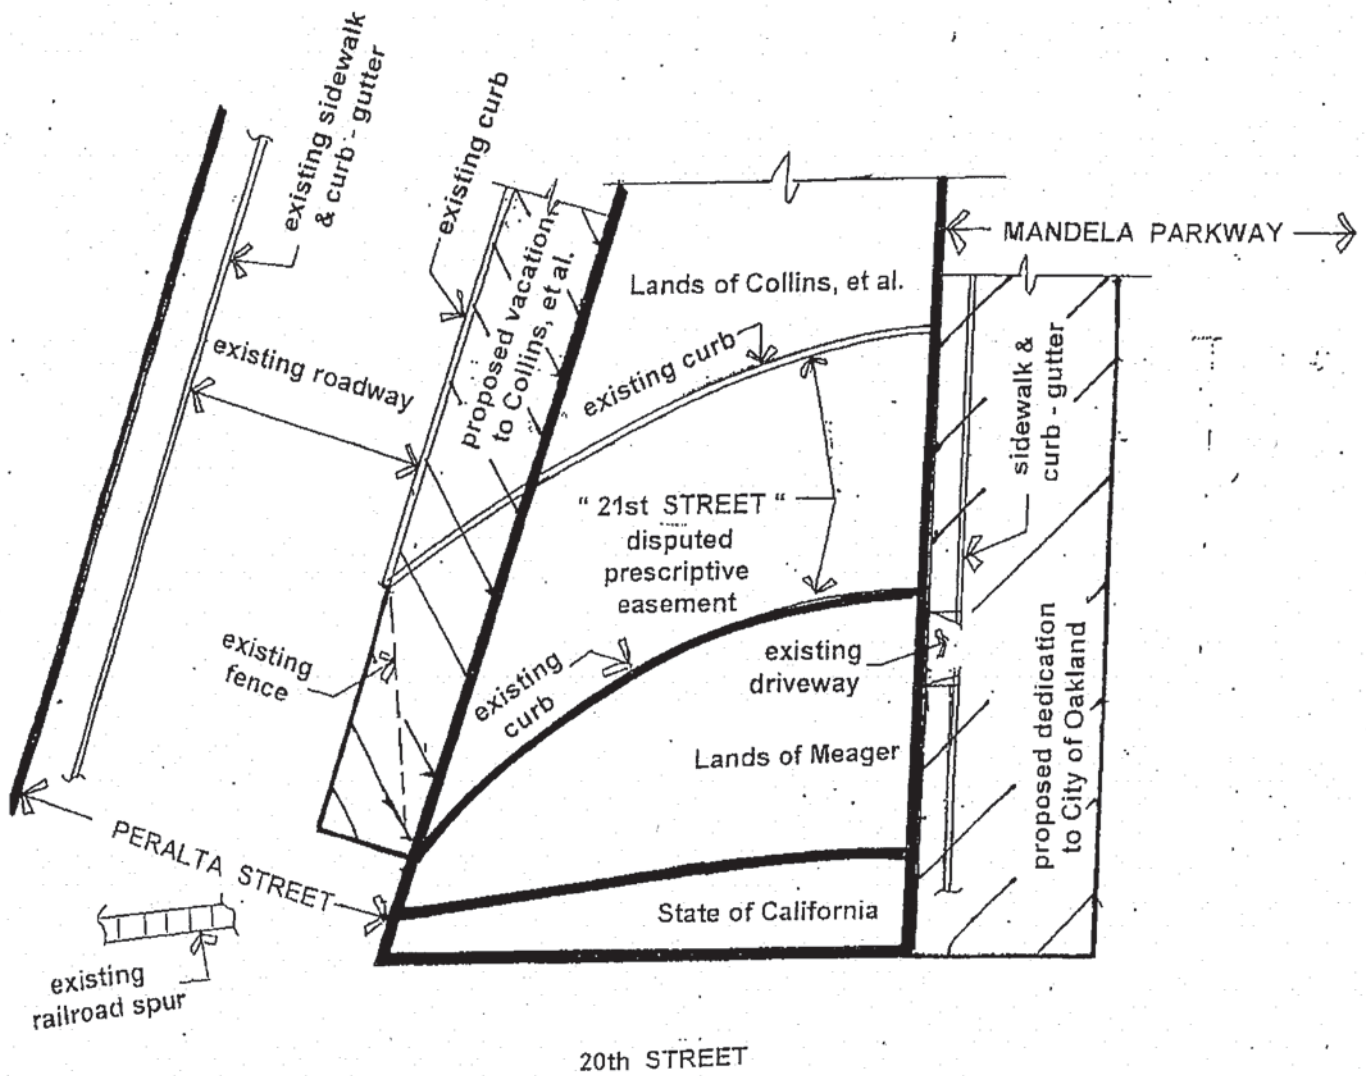 existing sidewalk
& curb - gutter
existing curb
proposed vacation
to Collins, et al.
MANDELA PARKWAY
Lands of Collins, et al.
existing roadway
existing curb
sidewalk &
curb - gutter
" 21st STREET "
disputed
prescriptive
easement
existing
fence
existing
curb
existing
driveway
proposed dedication
to City of Oakland
Lands of Meager
PERALTA STREET
State of California
existing
railroad spur
20th STREET